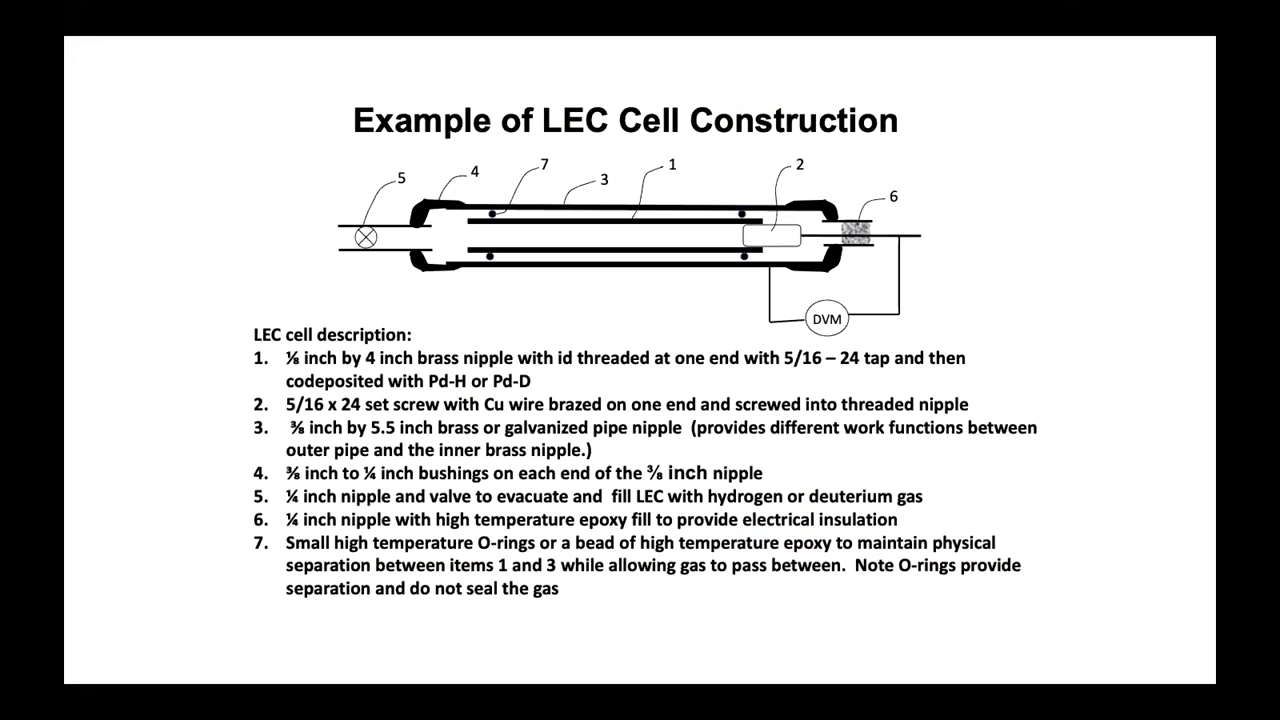 Example of LEC Cell Construction
5
4
7
3
1
2
6
DVM
LEC cell description:
1. ⅛ inch by 4 inch brass nipple with id threaded at one end with 5/16 – 24 tap and then
codeposited with Pd-H or Pd-D
2. 5/16 x 24 set screw with Cu wire brazed on one end and screwed into threaded nipple
3. ⅜ inch by 5.5 inch brass or galvanized pipe nipple (provides different work functions between
outer pipe and the inner brass nipple.)
4. ⅜ inch to ¼ inch bushings on each end of the ⅜ inch nipple
5. ¼ inch nipple and valve to evacuate and fill LEC with hydrogen or deuterium gas
6. ¼ inch nipple with high temperature epoxy fill to provide electrical insulation
7. Small high temperature O-rings or a bead of high temperature epoxy to maintain physical
separation between items 1 and 3 while allowing gas to pass between. Note O-rings provide
separation and do not seal the gas